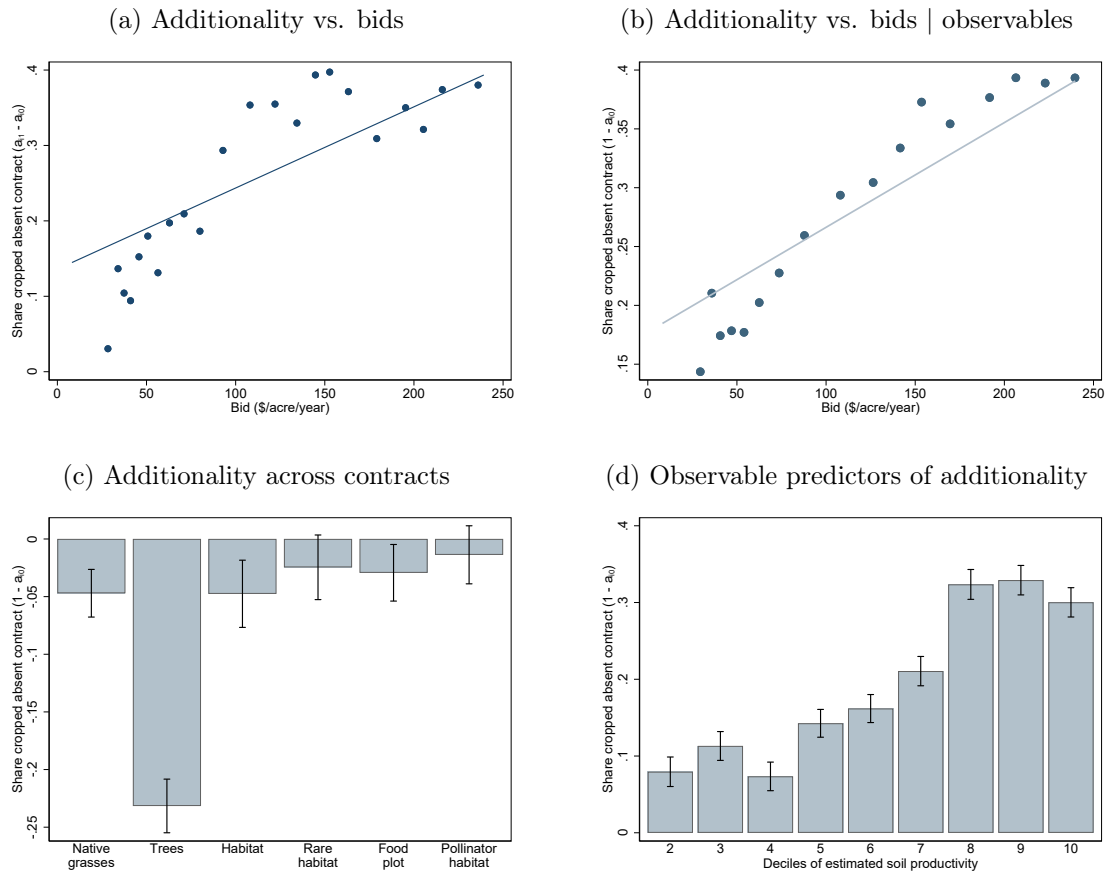 (a) Additionality vs. bids
Share cropped absent contract (aᵢ₁ - aᵢ₀)
.4
.3
.2
.1
0
0 50 100 150 200 250
Bid ($/acre/year)
(b) Additionality vs. bids | observables
Share cropped absent contract (1 - aᵢ₀)
.4
.35
.3
.25
.2
.15
0 50 100 150 200 250
Bid ($/acre/year)
(c) Additionality across contracts
Share cropped absent contract (1 - aᵢ₀)
0
-.05
-.1
-.15
-.2
-.25
Native Trees Habitat Rare Food Pollinator
grasses habitat plot habitat
(d) Observable predictors of additionality
Share cropped absent contract (1 - aᵢ₀)
.4
.3
.2
.1
0
2 3 4 5 6 7 8 9 10
Deciles of estimated soil productivity